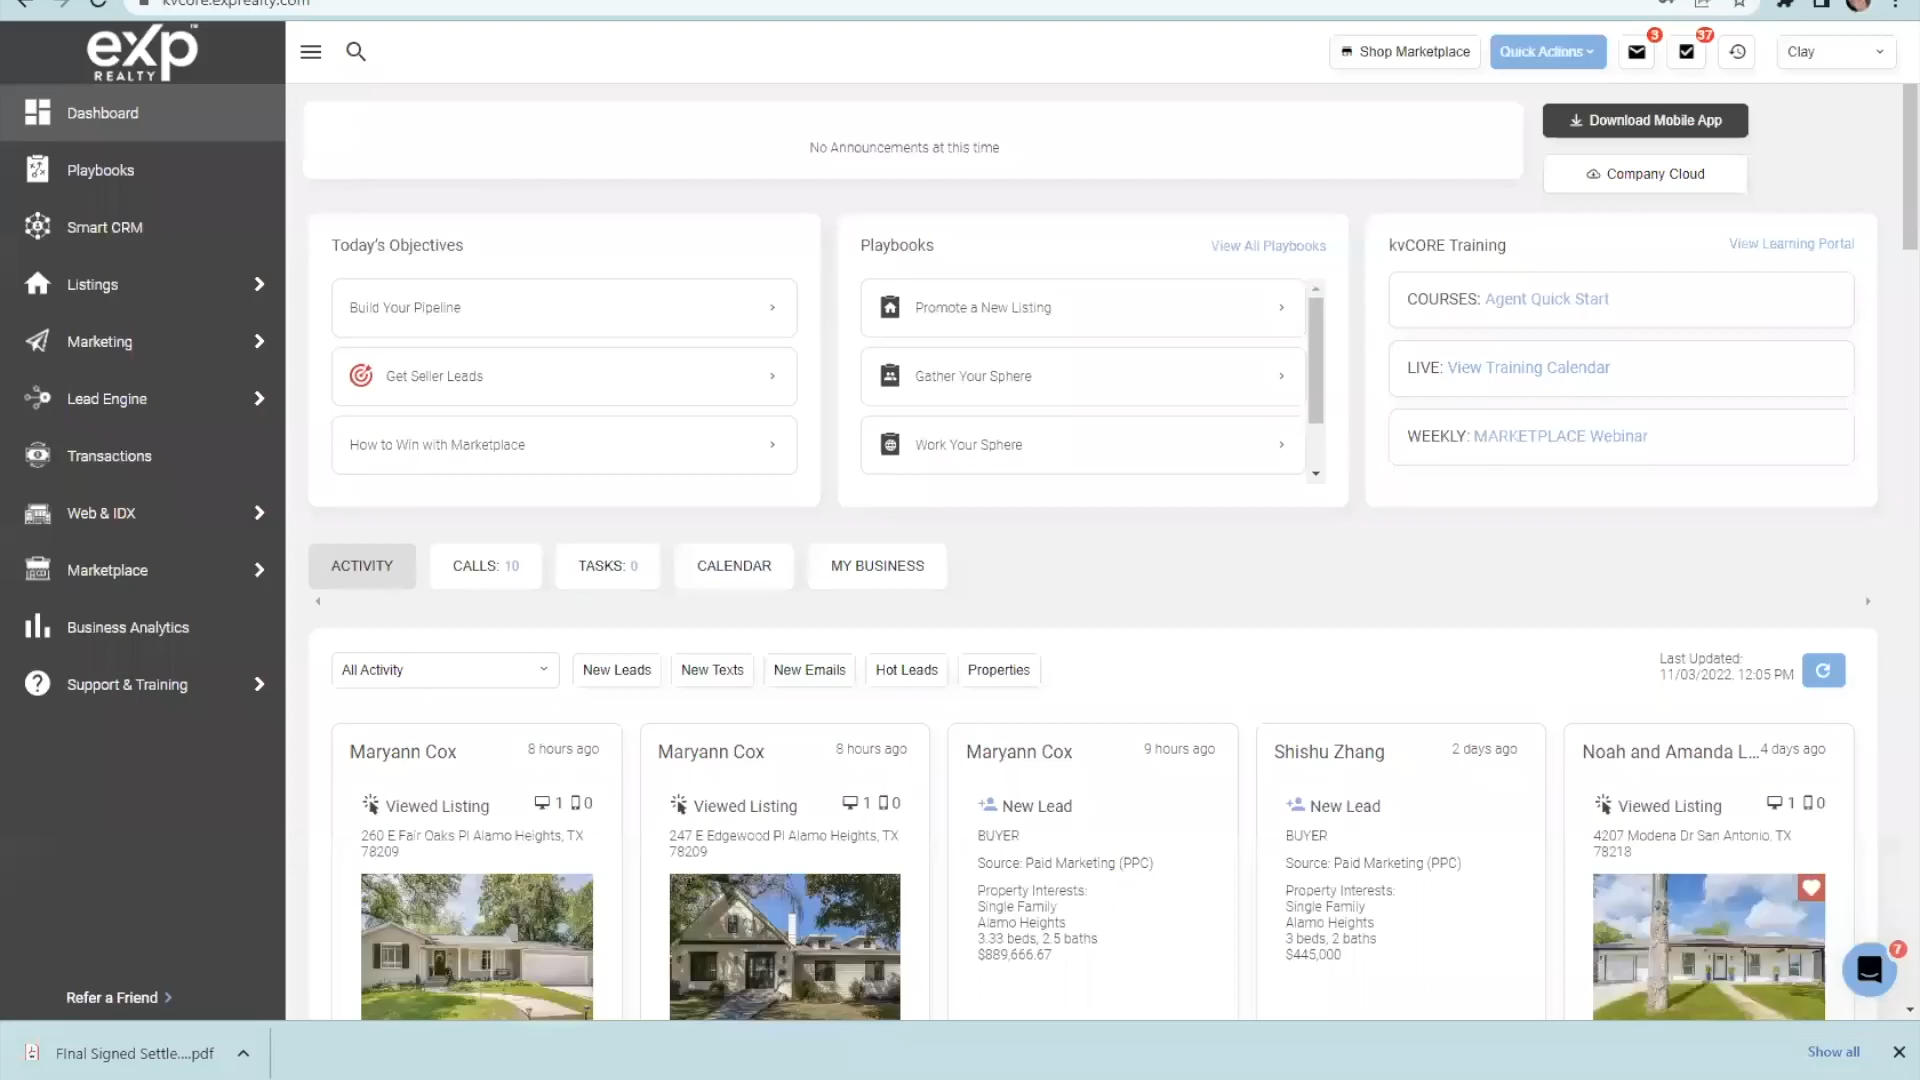 kvcore.exprealty.com
eXp
REALTY
Shop Marketplace
Quick Actions
3
37
Clay
Dashboard
Playbooks
Smart CRM
Listings
Marketing
Lead Engine
Transactions
Web & IDX
Marketplace
Business Analytics
Support & Training
Refer a Friend
No Announcements at this time
Download Mobile App
Company Cloud
Today's Objectives
Build Your Pipeline
Get Seller Leads
How to Win with Marketplace
Playbooks
View All Playbooks
Promote a New Listing
Gather Your Sphere
Work Your Sphere
kvCORE Training
View Learning Portal
COURSES: Agent Quick Start
LIVE: View Training Calendar
WEEKLY: MARKETPLACE Webinar
ACTIVITY
CALLS: 10
TASKS: 0
CALENDAR
MY BUSINESS
All Activity
New Leads
New Texts
New Emails
Hot Leads
Properties
Last Updated:
11/03/2022, 12:05 PM
Maryann Cox
8 hours ago
Viewed Listing
1 0
260 E Fair Oaks Pl Alamo Heights, TX
78209
Maryann Cox
8 hours ago
Viewed Listing
1 0
247 E Edgewood Pl Alamo Heights, TX
78209
Maryann Cox
9 hours ago
New Lead
BUYER
Source: Paid Marketing (PPC)
Property Interests:
Single Family
Alamo Heights
3.33 beds, 2.5 baths
$889,666.67
Shishu Zhang
2 days ago
New Lead
BUYER
Source: Paid Marketing (PPC)
Property Interests:
Single Family
Alamo Heights
3 beds, 2 baths
$445,000
Noah and Amanda L...
4 days ago
Viewed Listing
1 0
4207 Modena Dr San Antonio, TX
78218
7
FInal Signed Settle....pdf
Show all